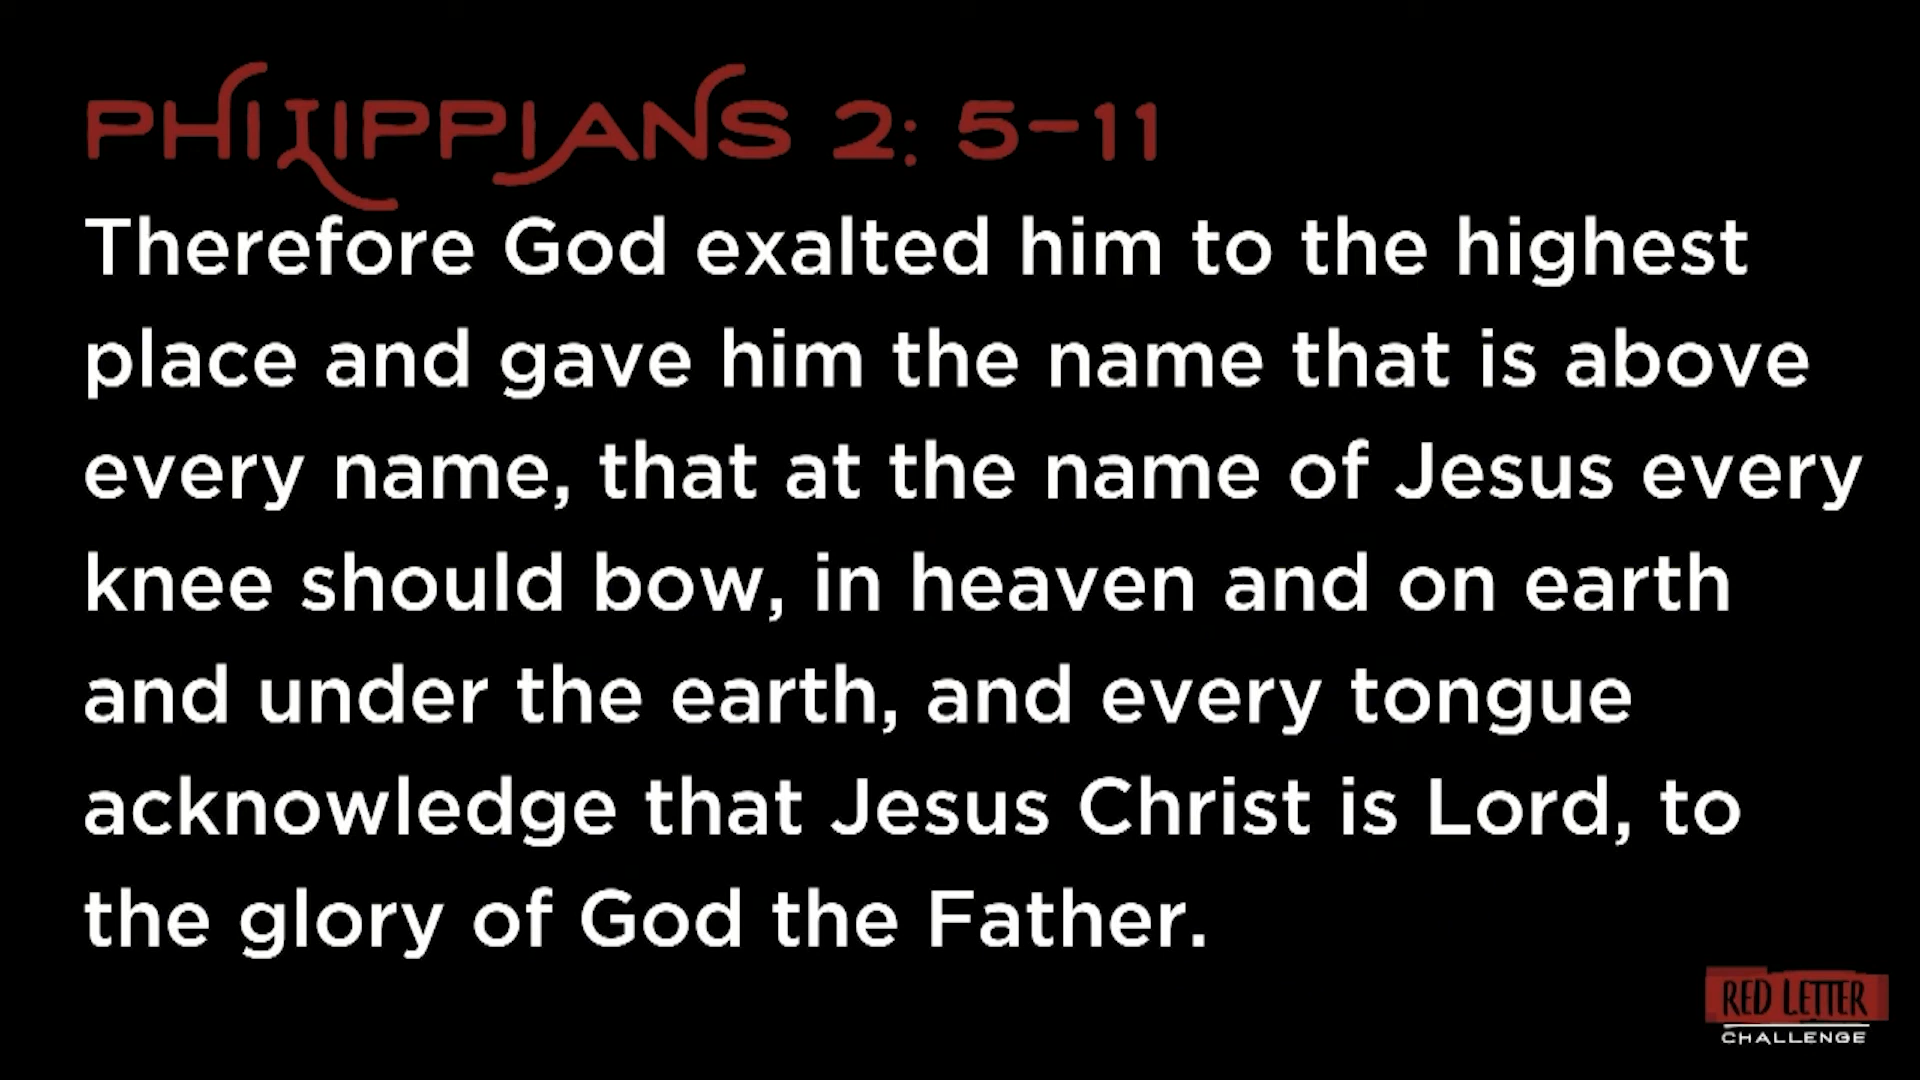 PHILIPPIANS 2: 5-11
Therefore God exalted him to the highest
place and gave him the name that is above
every name, that at the name of Jesus every
knee should bow, in heaven and on earth
and under the earth, and every tongue
acknowledge that Jesus Christ is Lord, to
the glory of God the Father.
RED LETTER
CHALLENGE